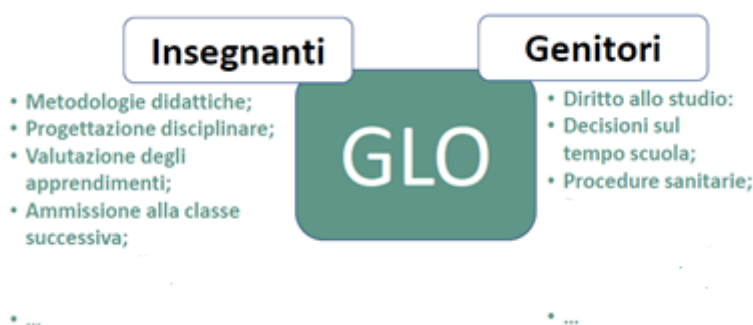 Insegnanti
• Metodologie didattiche;
• Progettazione disciplinare;
• Valutazione degli
apprendimenti;
• Ammissione alla classe
successiva;
• ...
GLO
Genitori
• Diritto allo studio:
• Decisioni sul
tempo scuola;
• Procedure sanitarie;
• ...